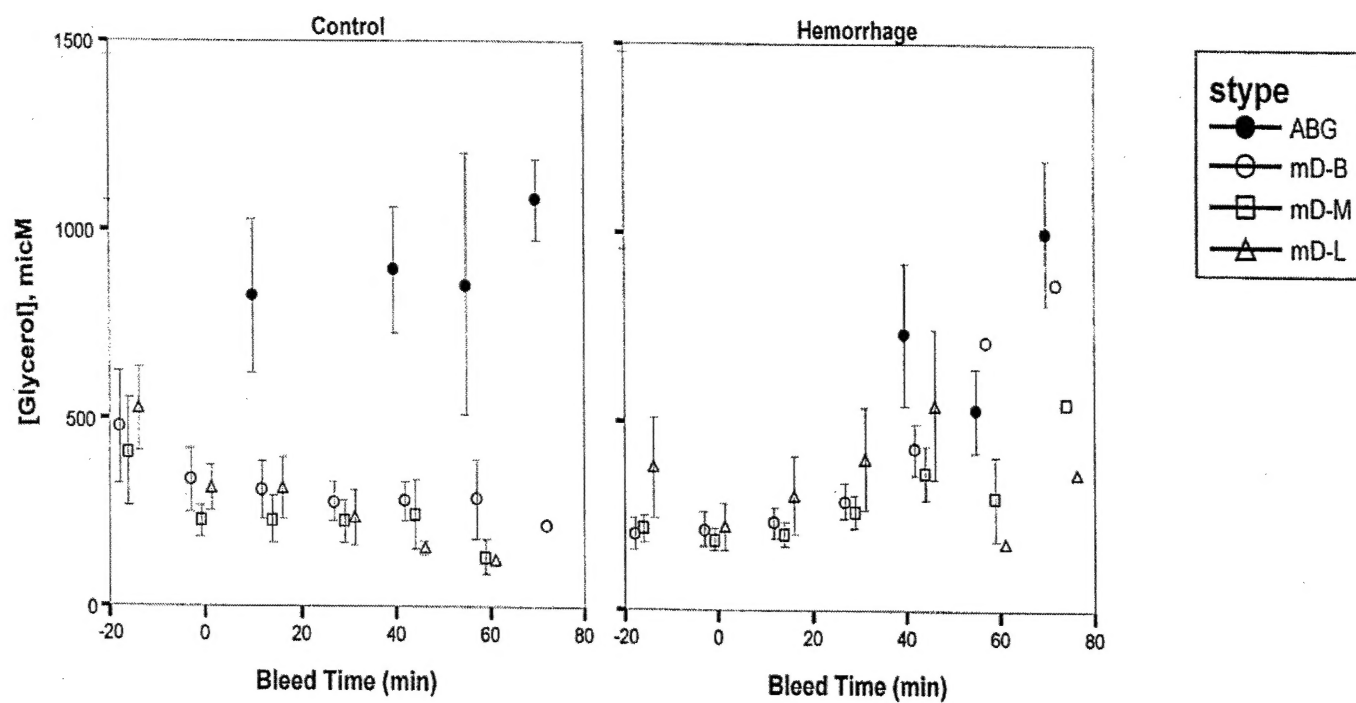 Control
Hemorrhage
1500
1000
500
0
[Glycerol], micM
-20 0 20 40 60 80
-20 0 20 40 60 80
Bleed Time (min)
Bleed Time (min)
stype
ABG
mD-B
mD-M
mD-L